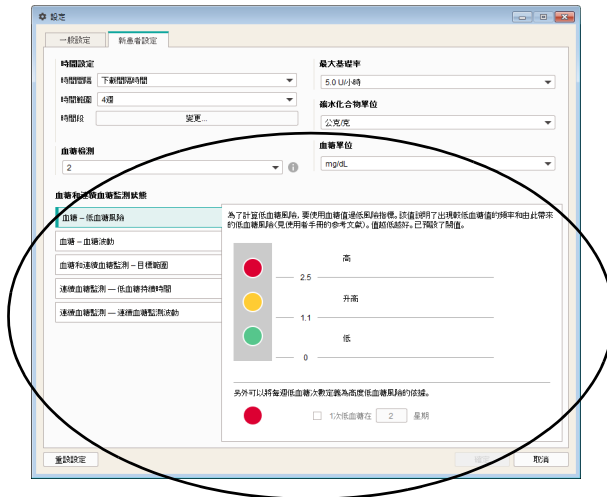 設定
一般設定
新患者設定
時間設定
時間間隔 下載間隔時間
時間範圍 4週
時間段 變更...
血糖檢測
2
最大基礎率
5.0 U/小時
碳水化合物單位
公克/克
血糖單位
mg/dL
血糖和連續血糖監測狀態
血糖 – 低血糖風險
血糖 – 血糖波動
血糖和連續血糖監測 – 目標範圍
連續血糖監測 — 低血糖持續時間
連續血糖監測 — 連續血糖監測波動
為了計算低血糖風險, 要使用血糖值過低風險指標。該值說明了出現較低血糖值的頻率和由此帶來
的低血糖風險(見使用者手冊的參考文獻)。值越低越好。已預設了閾值。
高
2.5
升高
1.1
低
0
另外可以將每週低血糖次數定義為高度低血糖風險的依據。
1次低血糖在 2 星期
重設設定
確定
取消